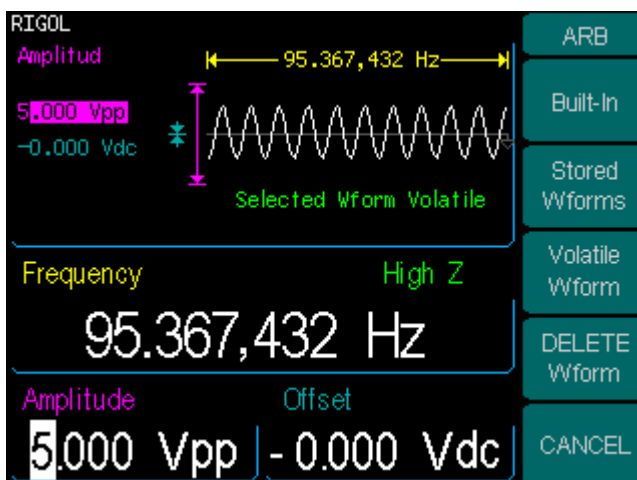 RIGOL
Amplitud
95.367,432 Hz
5.000 Vpp
-0.000 Vdc
Selected Wform Volatile
Frequency
High Z
95.367,432 Hz
Amplitude
Offset
5.000 Vpp
- 0.000 Vdc
ARB
Built-In
Stored
Wforms
Volatile
Wform
DELETE
Wform
CANCEL